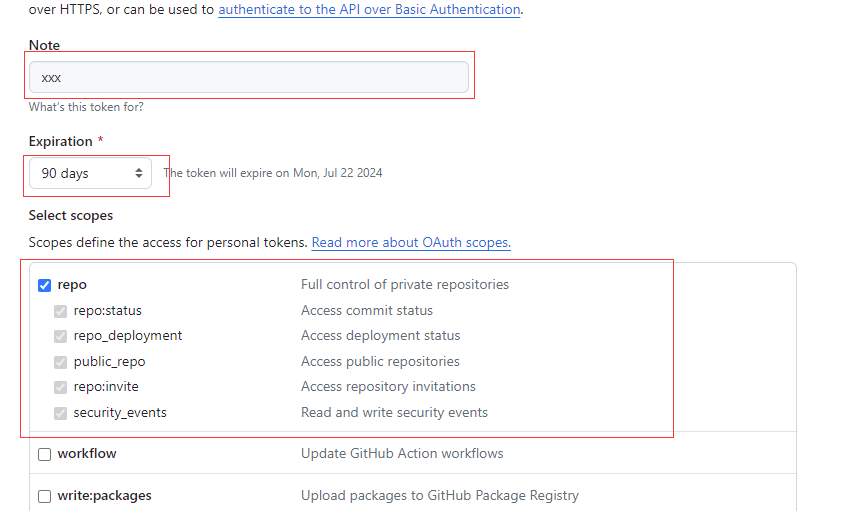 over HTTPS, or can be used to authenticate to the API over Basic Authentication.
Note
xxx
What's this token for?
Expiration *
90 days The token will expire on Mon, Jul 22 2024
Select scopes
Scopes define the access for personal tokens. Read more about OAuth scopes.
repo Full control of private repositories
repo:status Access commit status
repo_deployment Access deployment status
public_repo Access public repositories
repo:invite Access repository invitations
security_events Read and write security events
workflow Update GitHub Action workflows
write:packages Upload packages to GitHub Package Registry